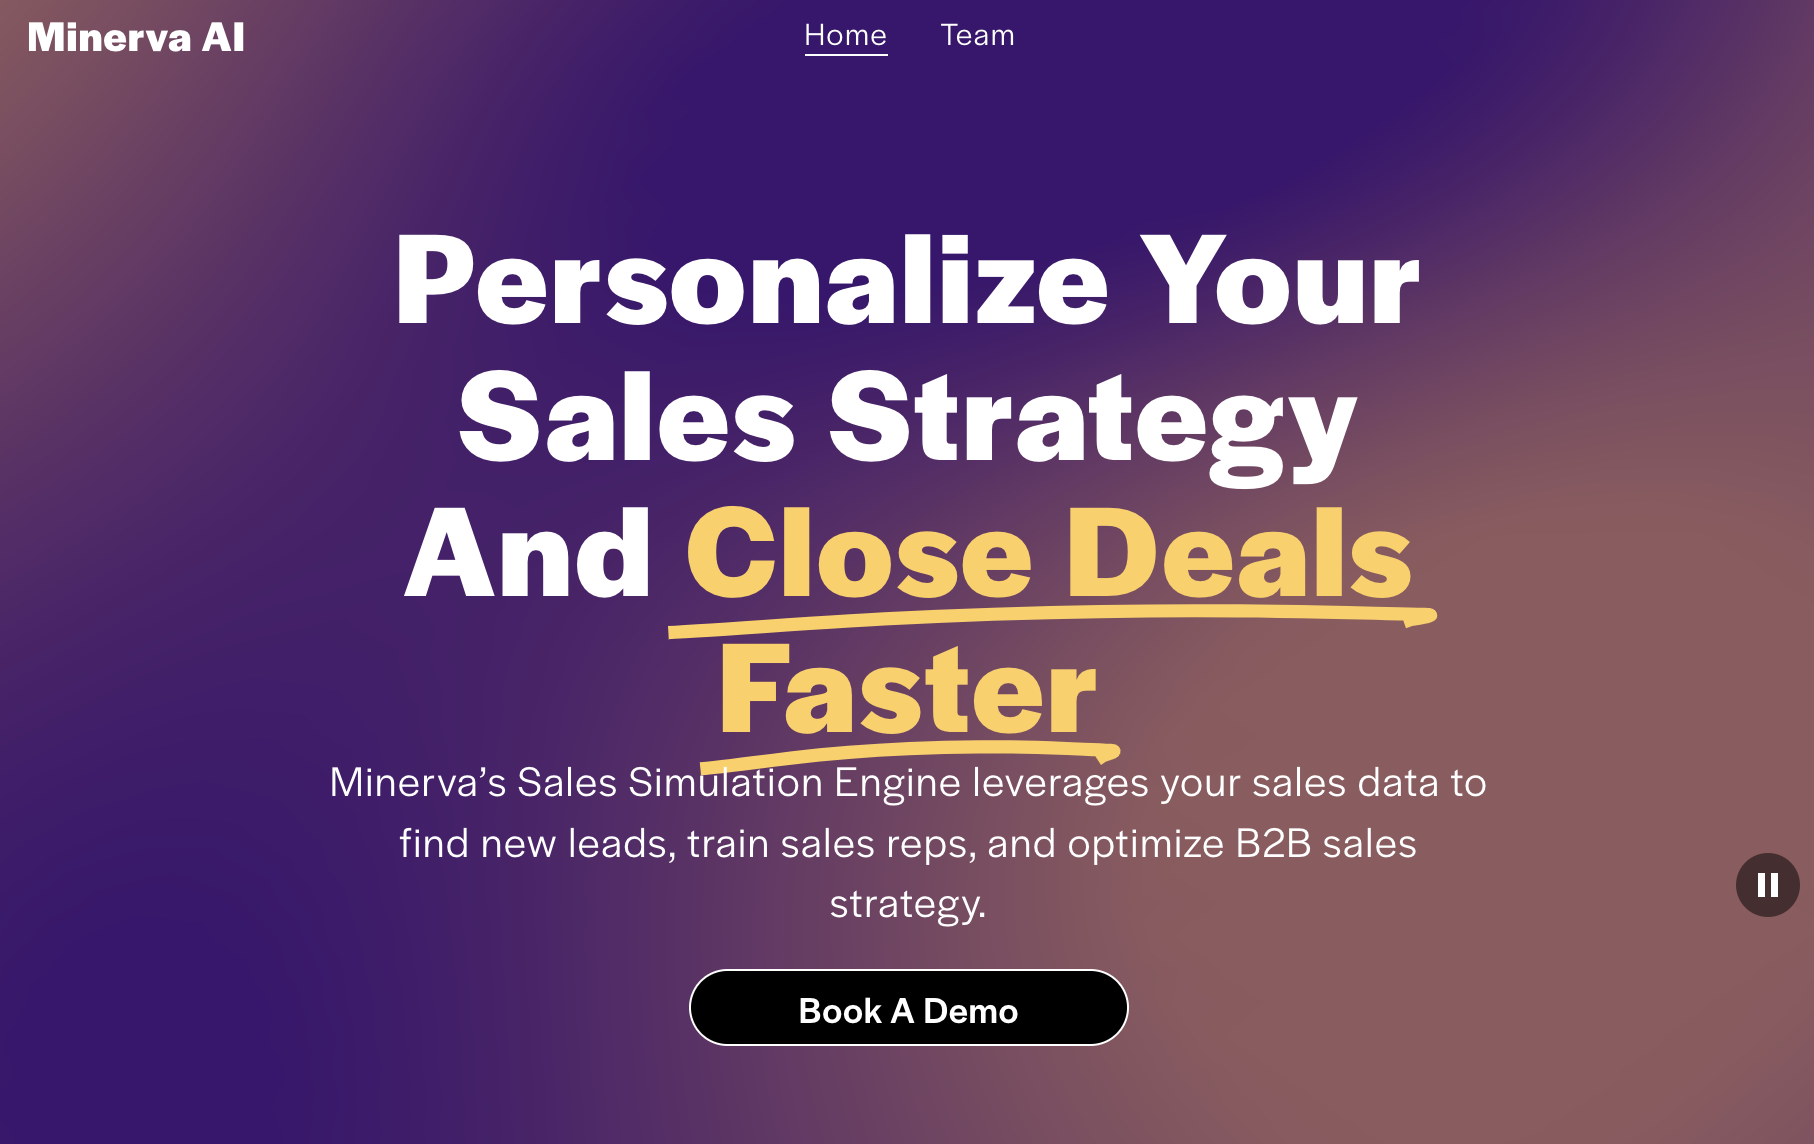 Minerva AI
Home
Team
Personalize Your
Sales Strategy
And Close Deals
Faster
Minerva’s Sales Simulation Engine leverages your sales data to
find new leads, train sales reps, and optimize B2B sales
strategy.
Book A Demo